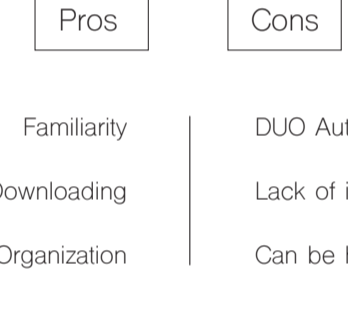 Pros
Cons
Familiarity
DUO
Downloading
Lack of
Organization
Can be